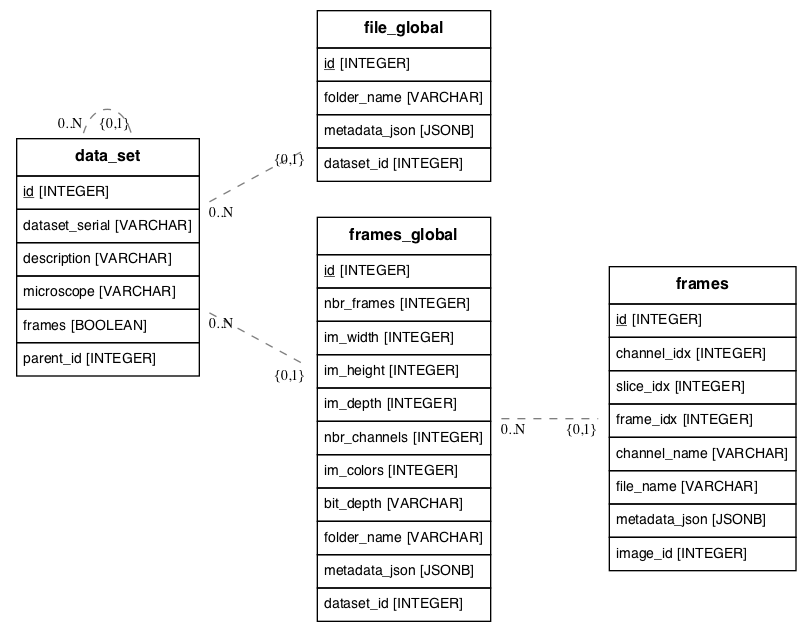 file_global
id [INTEGER]
folder_name [VARCHAR]
metadata_json [JSONB]
dataset_id [INTEGER]
0..N
{0,1}
data_set
id [INTEGER]
dataset_serial [VARCHAR]
description [VARCHAR]
microscope [VARCHAR]
frames [BOOLEAN]
parent_id [INTEGER]
{0,1}
0..N
0..N
{0,1}
frames_global
id [INTEGER]
nbr_frames [INTEGER]
im_width [INTEGER]
im_height [INTEGER]
im_depth [INTEGER]
nbr_channels [INTEGER]
im_colors [INTEGER]
bit_depth [VARCHAR]
folder_name [VARCHAR]
metadata_json [JSONB]
dataset_id [INTEGER]
0..N
{0,1}
frames
id [INTEGER]
channel_idx [INTEGER]
slice_idx [INTEGER]
frame_idx [INTEGER]
channel_name [VARCHAR]
file_name [VARCHAR]
metadata_json [JSONB]
image_id [INTEGER]